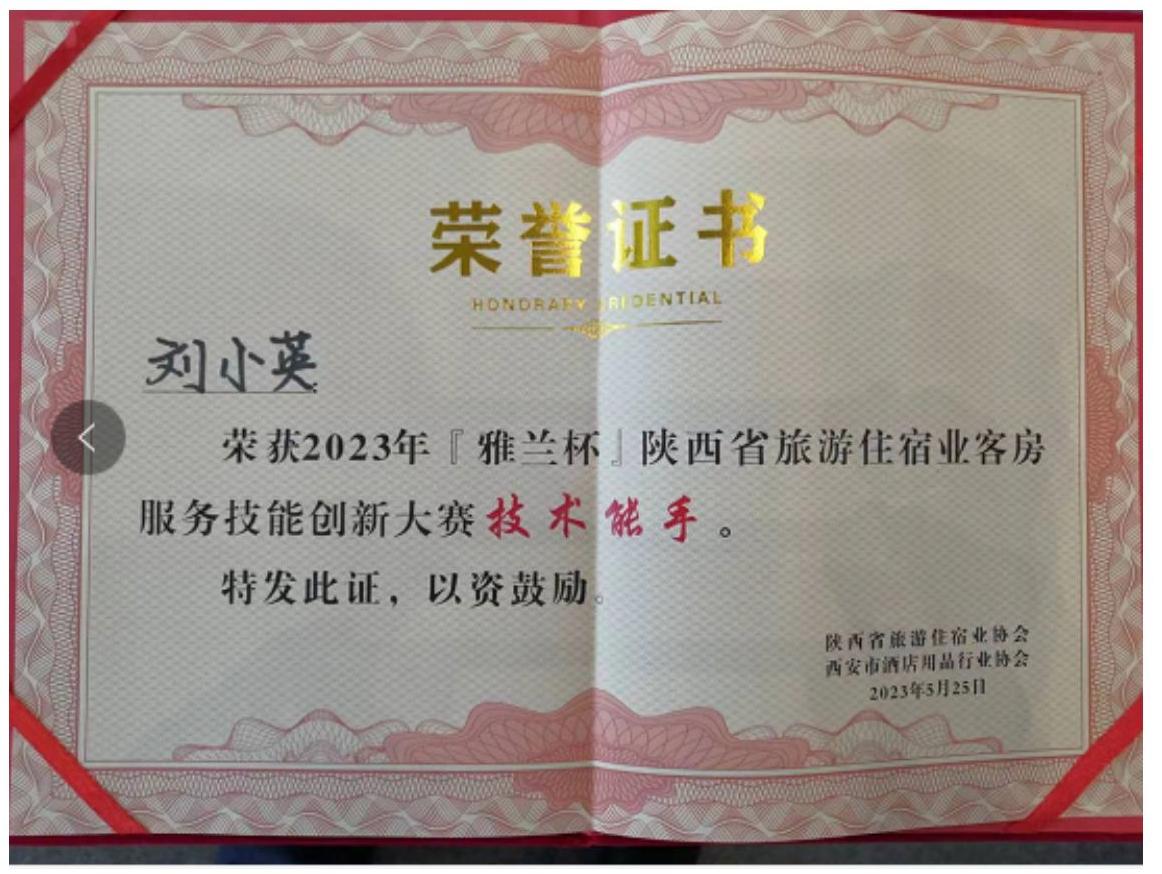 荣誉证书
HONORARY CREDENTIAL
刘小英
荣获2023年『雅兰杯』陕西省旅游住宿业客房
服务技能创新大赛技术能手。
特发此证，以资鼓励。
陕西省旅游住宿业协会
西安市酒店用品行业协会
2023年5月25日